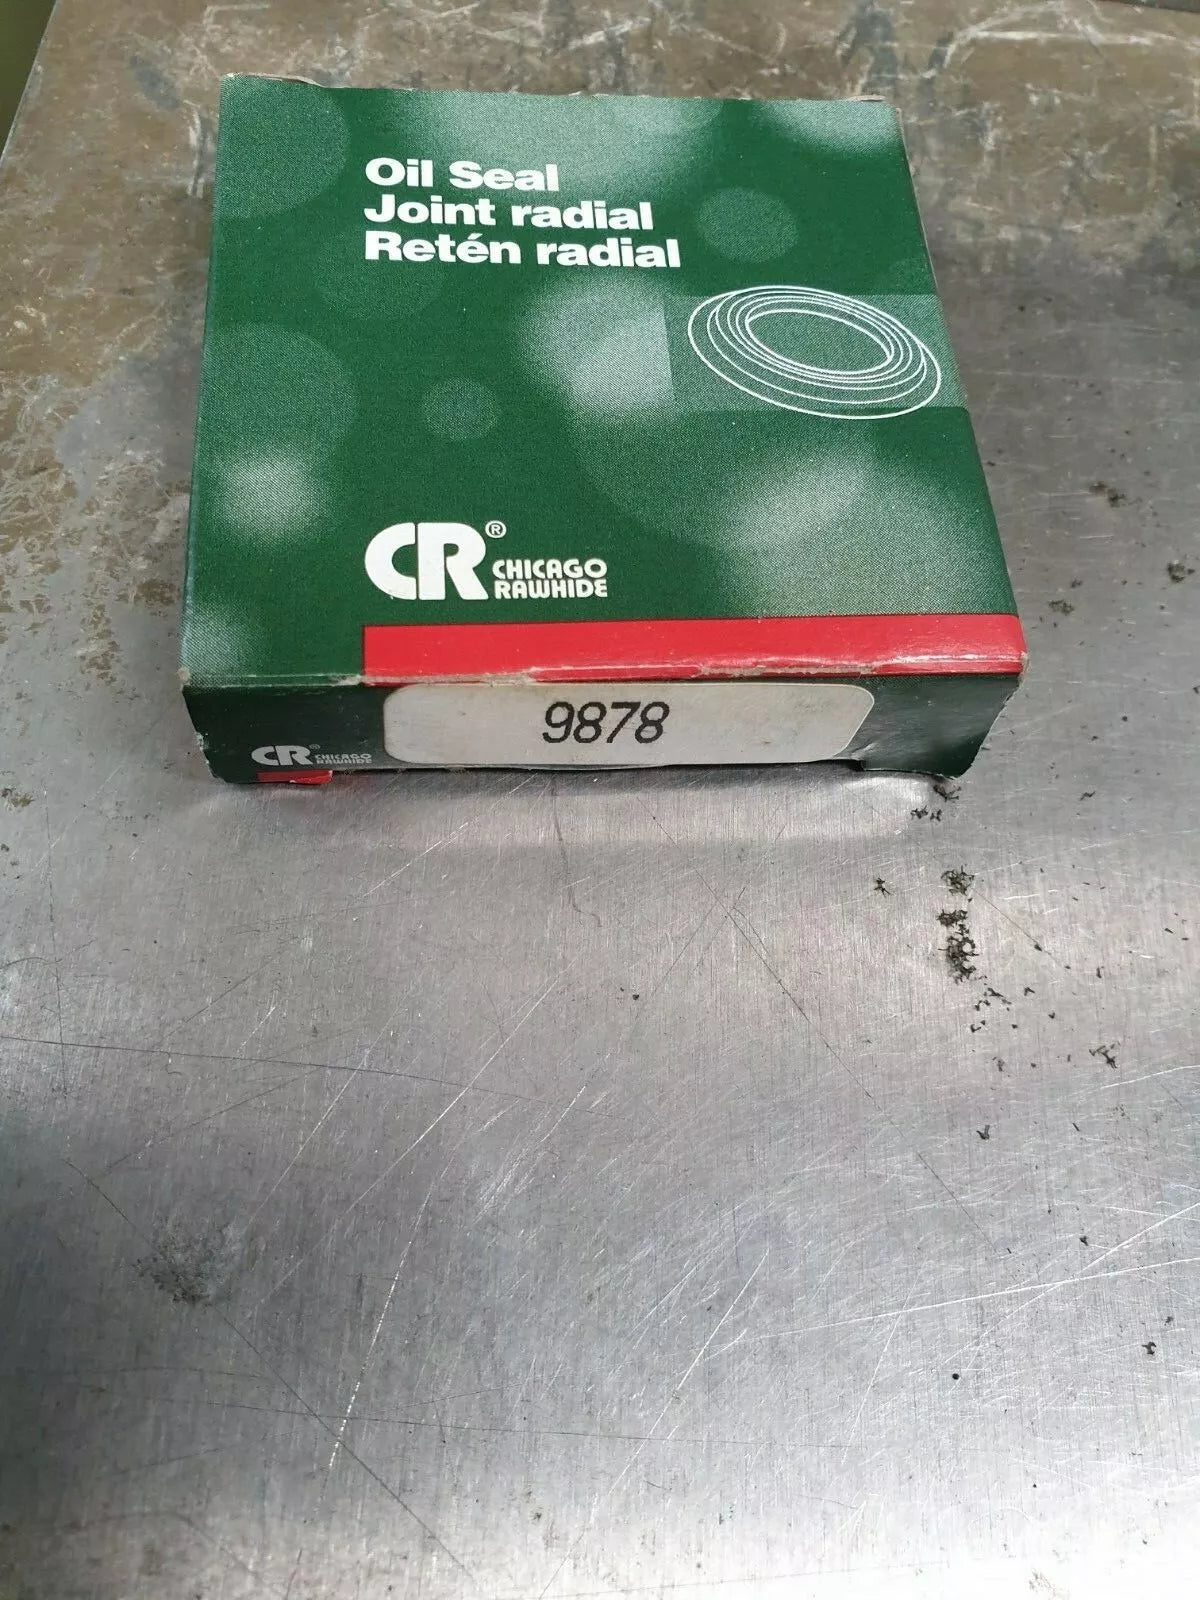 Oil Seal
Joint radial
Retén radial
CR® CHICAGO
RAWHIDE
9878
CR® CHICAGO
RAWHIDE